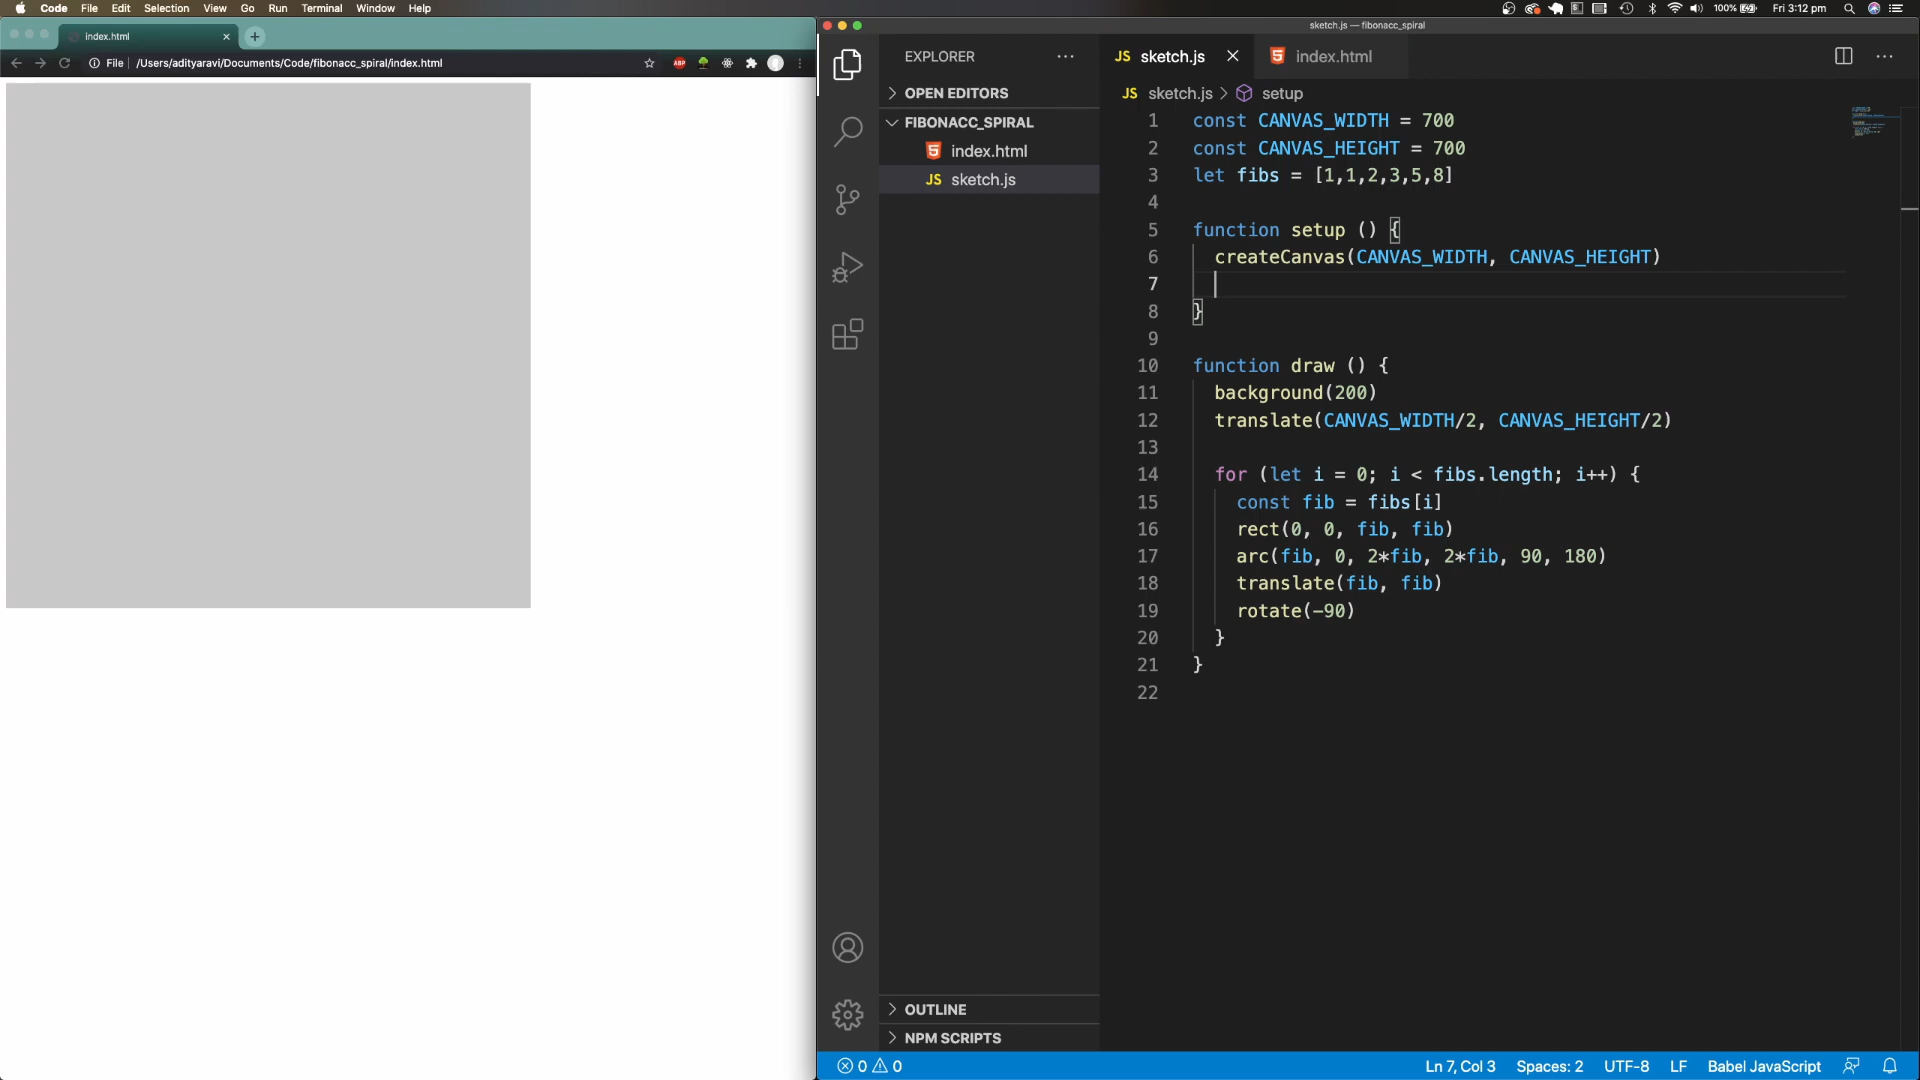 Code File Edit Selection View Go Run Terminal Window Help
100% Fri 3:12 pm
index.html
File /Users/adityaravi/Documents/Code/fibonacc_spiral/index.html
ABP
sketch.js — fibonacc_spiral
EXPLORER
OPEN EDITORS
FIBONACC_SPIRAL
index.html
JS sketch.js
OUTLINE
NPM SCRIPTS
JS sketch.js index.html
JS sketch.js > setup
1 const CANVAS_WIDTH = 700
2 const CANVAS_HEIGHT = 700
3 let fibs = [1,1,2,3,5,8]
4
5 function setup () {
6 createCanvas(CANVAS_WIDTH, CANVAS_HEIGHT)
7
8 }
9
10 function draw () {
11 background(200)
12 translate(CANVAS_WIDTH/2, CANVAS_HEIGHT/2)
13
14 for (let i = 0; i < fibs.length; i++) {
15 const fib = fibs[i]
16 rect(0, 0, fib, fib)
17 arc(fib, 0, 2*fib, 2*fib, 90, 180)
18 translate(fib, fib)
19 rotate(-90)
20 }
21 }
22
0 0 Ln 7, Col 3 Spaces: 2 UTF-8 LF Babel JavaScript